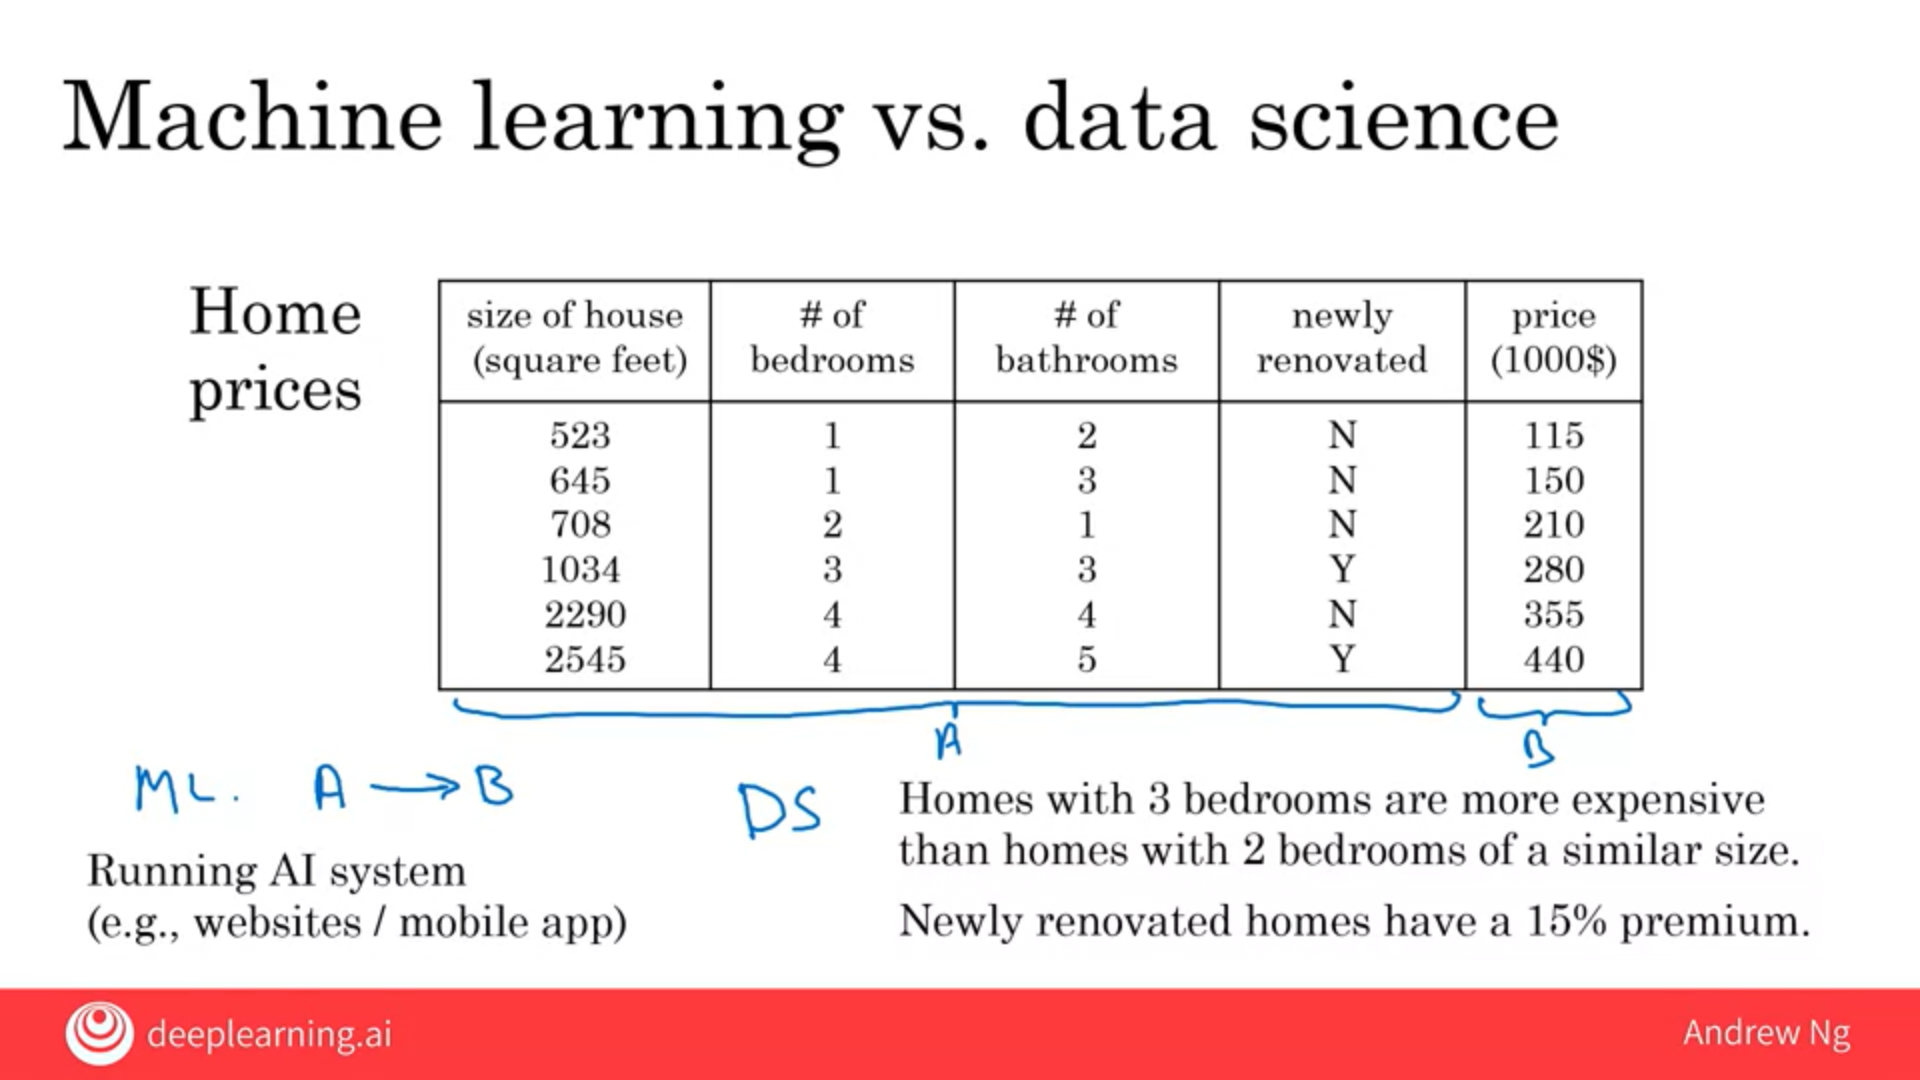 Machine learning vs. data science
Home
prices
size of house
(square feet)
# of
bedrooms
# of
bathrooms
newly
renovated
price
(1000$)
523 1 2 N 115
645 1 3 N 150
708 2 1 N 210
1034 3 3 Y 280
2290 4 4 N 355
2545 4 5 Y 440
A
B
ML. A → B
Running AI system
(e.g., websites / mobile app)
DS
Homes with 3 bedrooms are more expensive
than homes with 2 bedrooms of a similar size.
Newly renovated homes have a 15% premium.
deeplearning.ai
Andrew Ng